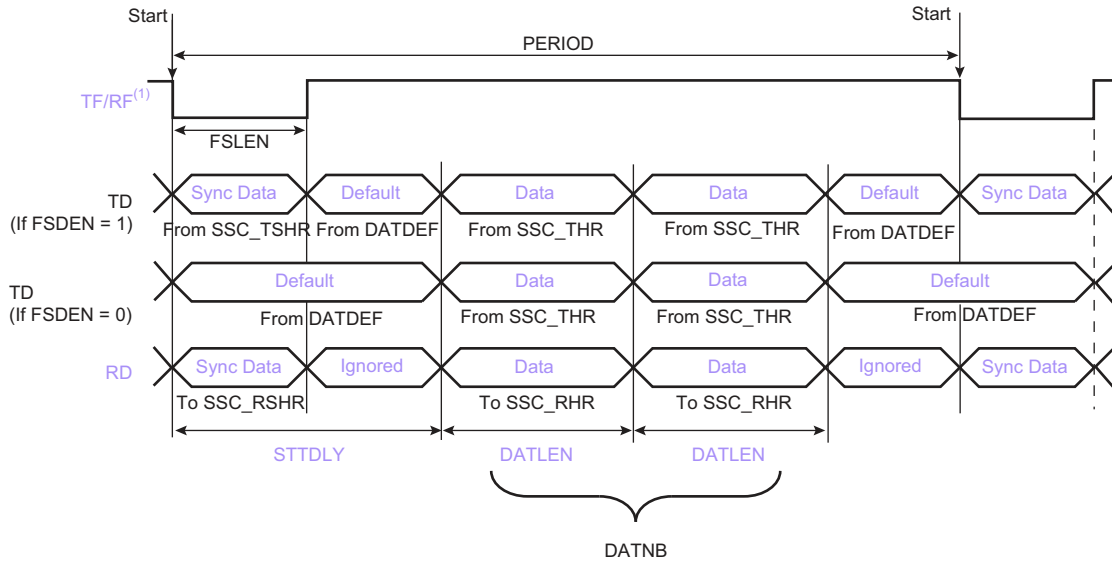 Start
Start
PERIOD
TF/RF(1)
FSLEN
TD
(If FSDEN = 1)
Sync Data
Default
Data
Data
Default
Sync Data
From SSC_TSHR
From DATDEF
From SSC_THR
From SSC_THR
From DATDEF
TD
(If FSDEN = 0)
Default
Data
Data
Default
From DATDEF
From SSC_THR
From SSC_THR
From DATDEF
RD
Sync Data
Ignored
Data
Data
Ignored
Sync Data
To SSC_RSHR
To SSC_RHR
To SSC_RHR
STTDLY
DATLEN
DATLEN
DATNB